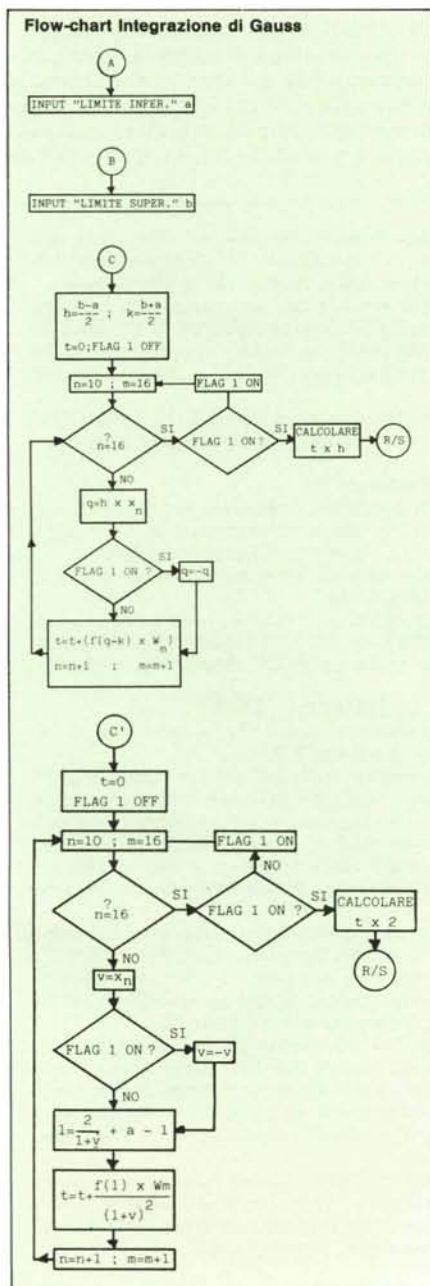 Flow-chart Integrazione di Gauss
A
INPUT "LIMITE INFER." a
B
INPUT "LIMITE SUPER." b
C
h=b-a/2 ; k=b+a/2
t=0;FLAG 1 OFF
n=10 ; m=16
FLAG 1 ON
?
n=16
SI
FLAG 1 ON?
SI
CALCOLARE
t x h
R/S
NO
q=h x xn
FLAG 1 ON ?
SI
q=-q
NO
t=t+(f(q-k) x Wm)
n=n+1 ; m=m+1
C'
t=0
FLAG 1 OFF
n=10 ; m=16
FLAG 1 ON
NO
?
n=16
SI
FLAG 1 ON ?
SI
CALCOLARE
t x 2
R/S
NO
v=xn
FLAG 1 ON ?
SI
v=-v
NO
l=2/1+v + a - 1
t=t+f(l) x Wm/(1+v)2
n=n+1 ; m=m+1